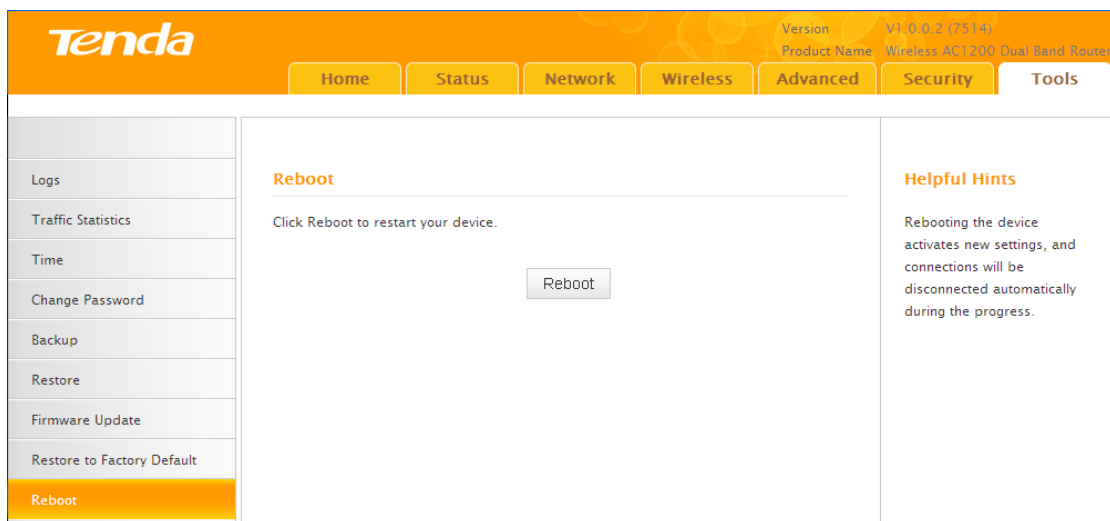 Tenda
Version V1.0.0.2 (7514)
Product Name Wireless AC1200 Dual Band Router
Home Status Network Wireless Advanced Security Tools
Logs
Traffic Statistics
Time
Change Password
Backup
Restore
Firmware Update
Restore to Factory Default
Reboot
Reboot
Click Reboot to restart your device.
Reboot
Helpful Hints
Rebooting the device
activates new settings, and
connections will be
disconnected automatically
during the progress.